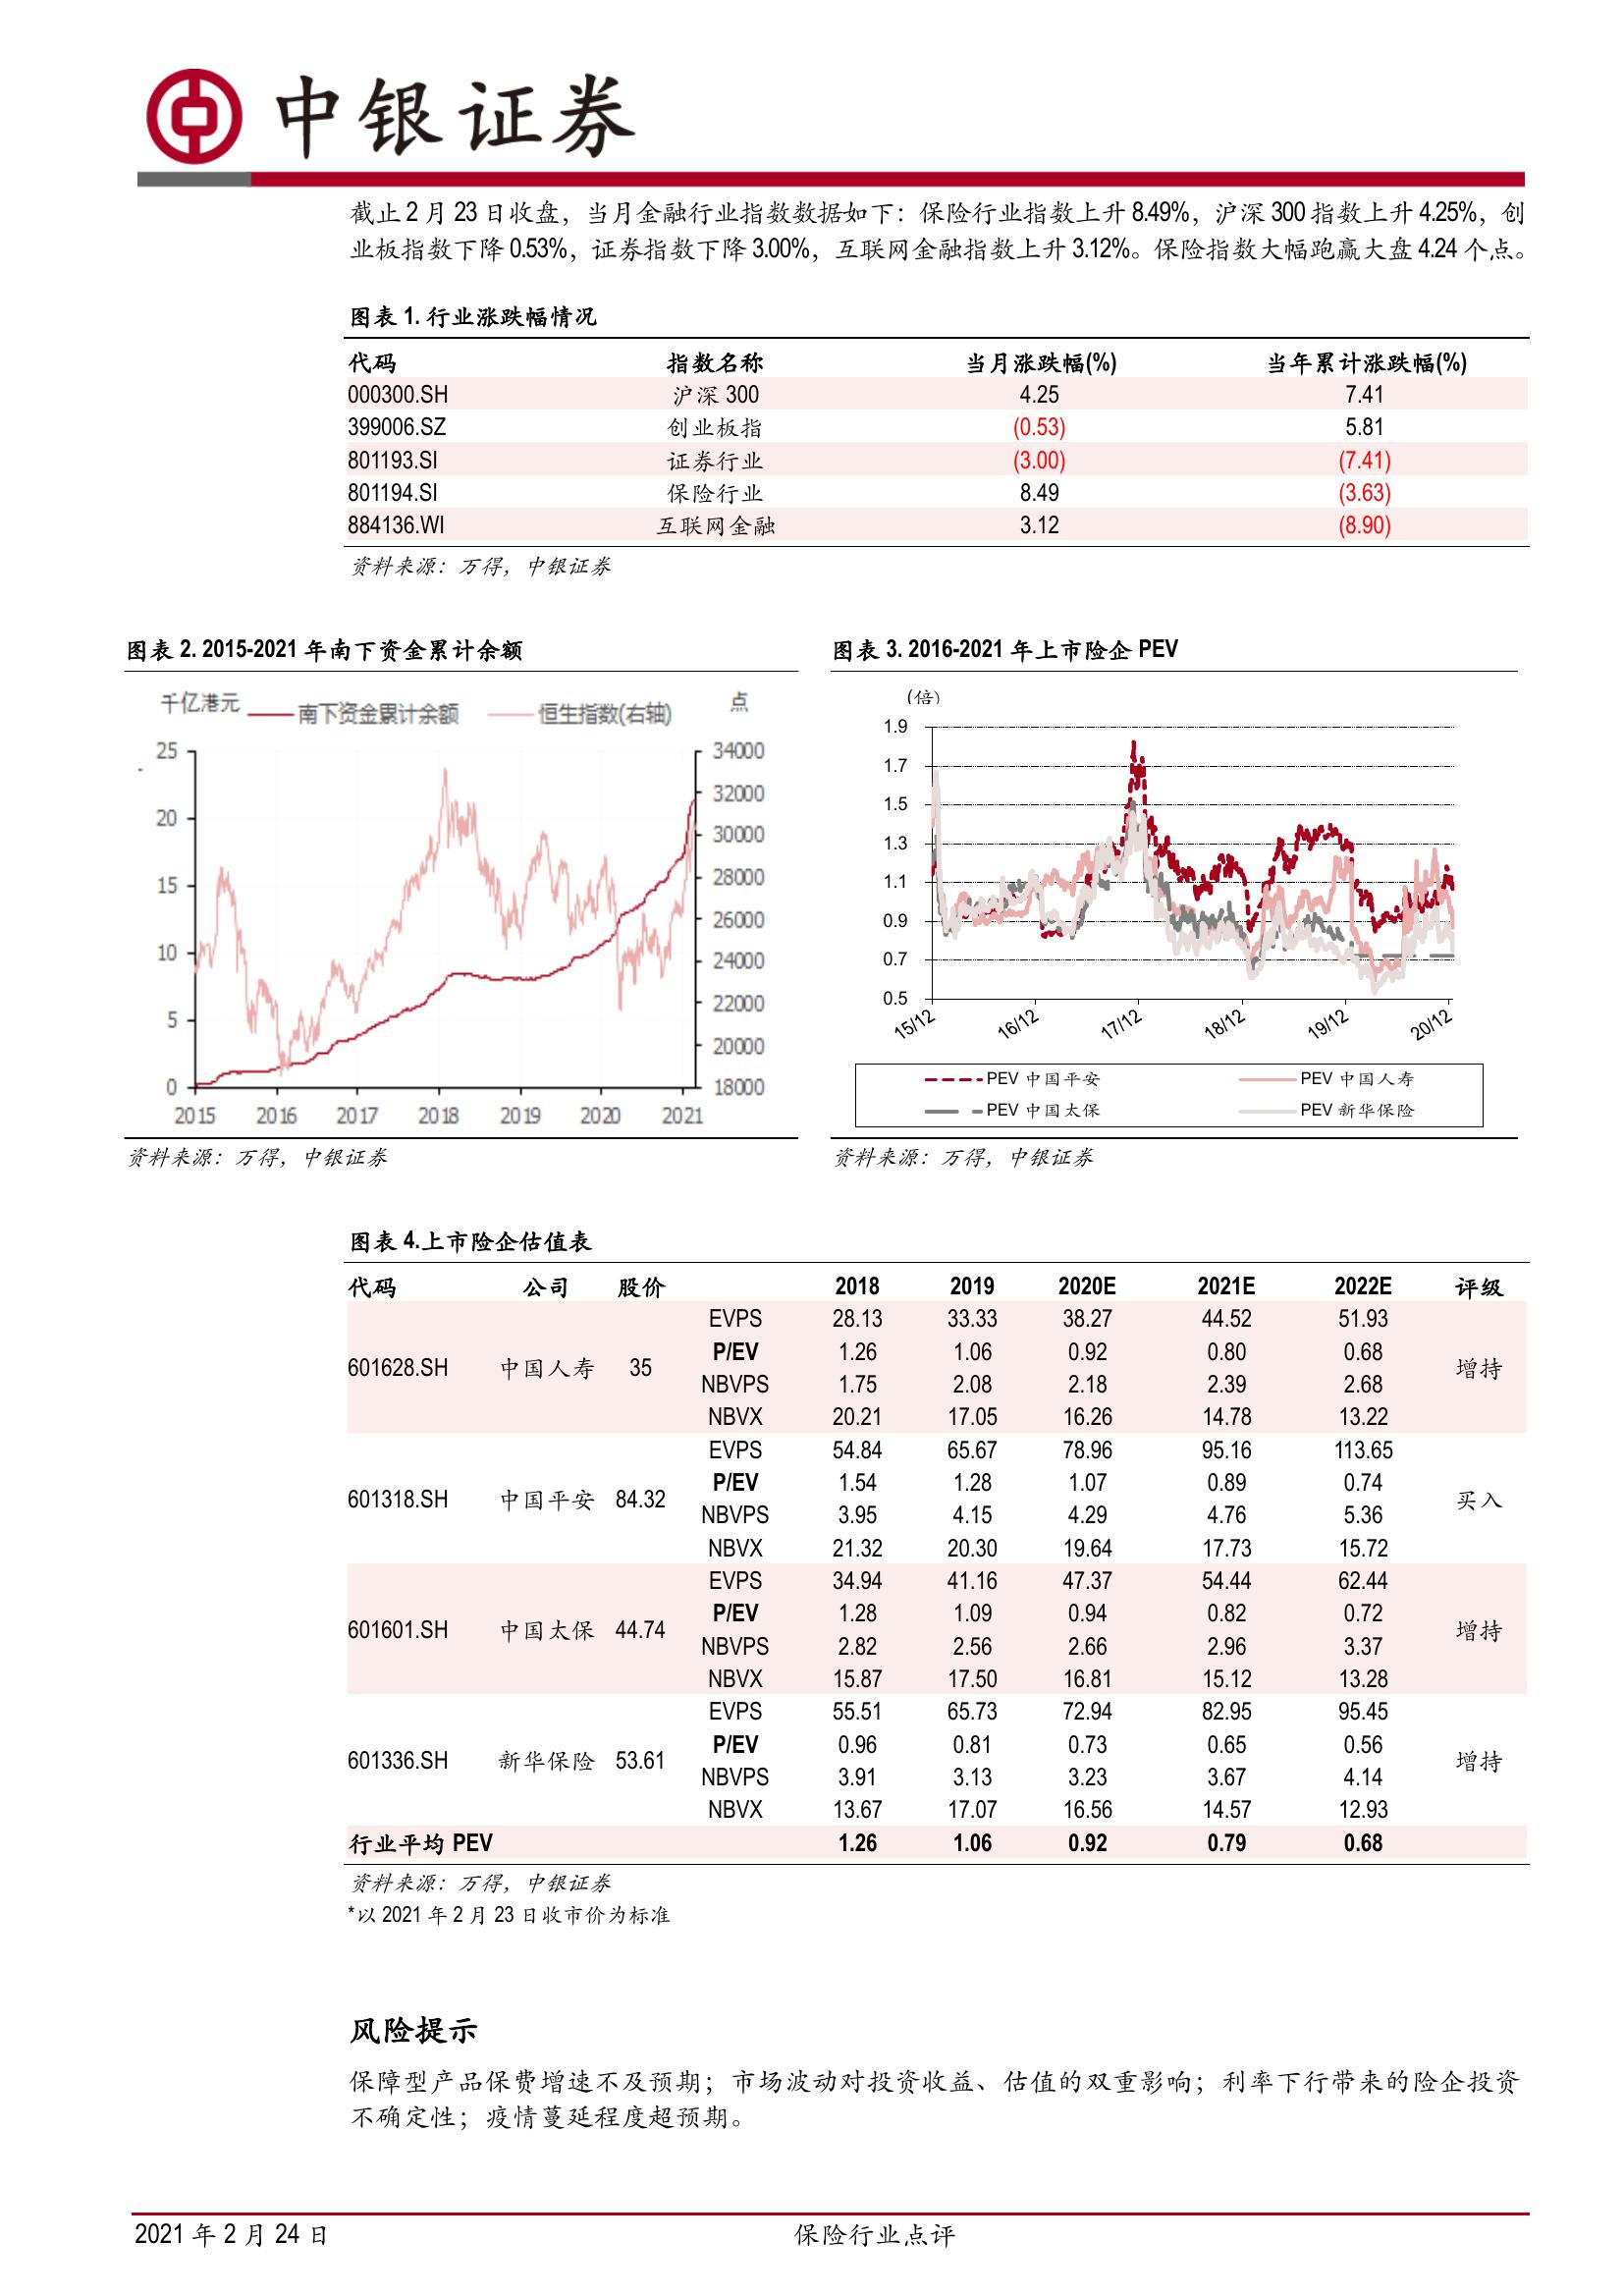 中银证券
截止 2 月 23 日收盘，当月金融行业指数数据如下：保险行业指数上升 8.49%，沪深 300 指数上升 4.25%，创
业板指数下降 0.53%，证券指数下降 3.00%，互联网金融指数上升 3.12%。保险指数大幅跑赢大盘 4.24 个点。
图表 1. 行业涨跌幅情况
代码 指数名称 当月涨跌幅(%) 当年累计涨跌幅(%)
000300.SH 沪深 300 4.25 7.41
399006.SZ 创业板指 (0.53) 5.81
801193.SI 证券行业 (3.00) (7.41)
801194.SI 保险行业 8.49 (3.63)
884136.WI 互联网金融 3.12 (8.90)
资料来源：万得，中银证券
图表 2. 2015-2021 年南下资金累计余额
千亿港元 南下资金累计余额 恒生指数(右轴) 点
25 34000
32000
20 30000
15 28000
26000
10 24000
5 22000
20000
0 18000
2015 2016 2017 2018 2019 2020 2021
资料来源：万得，中银证券
图表 3. 2016-2021 年上市险企 PEV
(倍)
1.9
1.7
1.5
1.3
1.1
0.9
0.7
0.5
15/12 16/12 17/12 18/12 19/12 20/12
PEV 中国平安 PEV 中国人寿
PEV 中国太保 PEV 新华保险
资料来源：万得，中银证券
图表 4.上市险企估值表
代码 公司 股价 2018 2019 2020E 2021E 2022E 评级
EVPS 28.13 33.33 38.27 44.52 51.93
P/EV 1.26 1.06 0.92 0.80 0.68
601628.SH 中国人寿 35 增持
NBVPS 1.75 2.08 2.18 2.39 2.68
NBVX 20.21 17.05 16.26 14.78 13.22
EVPS 54.84 65.67 78.96 95.16 113.65
P/EV 1.54 1.28 1.07 0.89 0.74
601318.SH 中国平安 84.32 买入
NBVPS 3.95 4.15 4.29 4.76 5.36
NBVX 21.32 20.30 19.64 17.73 15.72
EVPS 34.94 41.16 47.37 54.44 62.44
P/EV 1.28 1.09 0.94 0.82 0.72
601601.SH 中国太保 44.74 增持
NBVPS 2.82 2.56 2.66 2.96 3.37
NBVX 15.87 17.50 16.81 15.12 13.28
EVPS 55.51 65.73 72.94 82.95 95.45
P/EV 0.96 0.81 0.73 0.65 0.56
601336.SH 新华保险 53.61 增持
NBVPS 3.91 3.13 3.23 3.67 4.14
NBVX 13.67 17.07 16.56 14.57 12.93
行业平均 PEV 1.26 1.06 0.92 0.79 0.68
资料来源：万得，中银证券
*以 2021 年 2 月 23 日收市价为标准
风险提示
保障型产品保费增速不及预期；市场波动对投资收益、估值的双重影响；利率下行带来的险企投资
不确定性；疫情蔓延程度超预期。
2021 年 2 月 24 日 保险行业点评